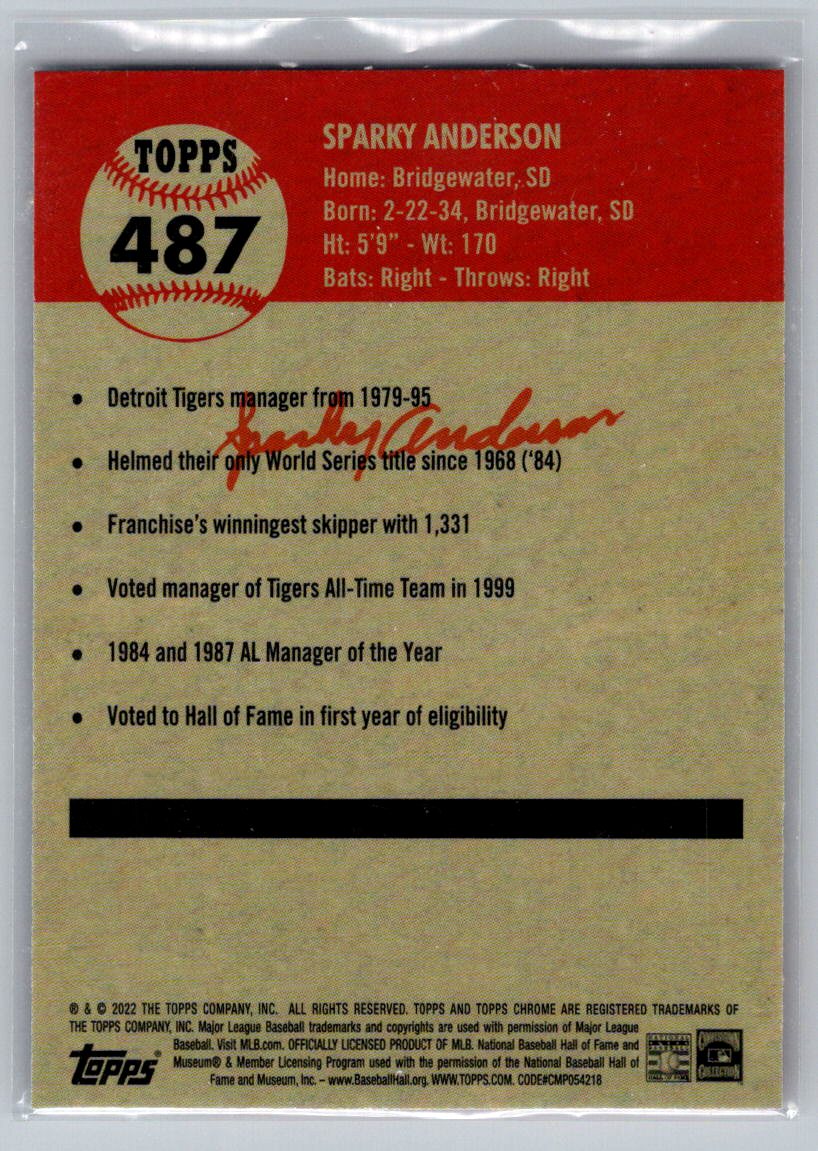 TOPPS
487
SPARKY ANDERSON
Home: Bridgewater, SD
Born: 2-22-34, Bridgewater, SD
Ht: 5'9" - Wt: 170
Bats: Right - Throws: Right
• Detroit Tigers manager from 1979-95
Sparky Anderson
• Helmed their only World Series title since 1968 ('84)
• Franchise's winningest skipper with 1,331
• Voted manager of Tigers All-Time Team in 1999
• 1984 and 1987 AL Manager of the Year
• Voted to Hall of Fame in first year of eligibility
® & © 2022 THE TOPPS COMPANY, INC. ALL RIGHTS RESERVED. TOPPS AND TOPPS CHROME ARE REGISTERED TRADEMARKS OF
THE TOPPS COMPANY, INC. Major League Baseball trademarks and copyrights are used with permission of Major League
Baseball. Visit MLB.com. OFFICIALLY LICENSED PRODUCT OF MLB. National Baseball Hall of Fame and
Museum® & Member Licensing Program used with the permission of the National Baseball Hall of
Fame and Museum, Inc. – www.BaseballHall.org. WWW.TOPPS.COM. CODE#CMP054218
topps®
COOPERSTOWN
COLLECTION